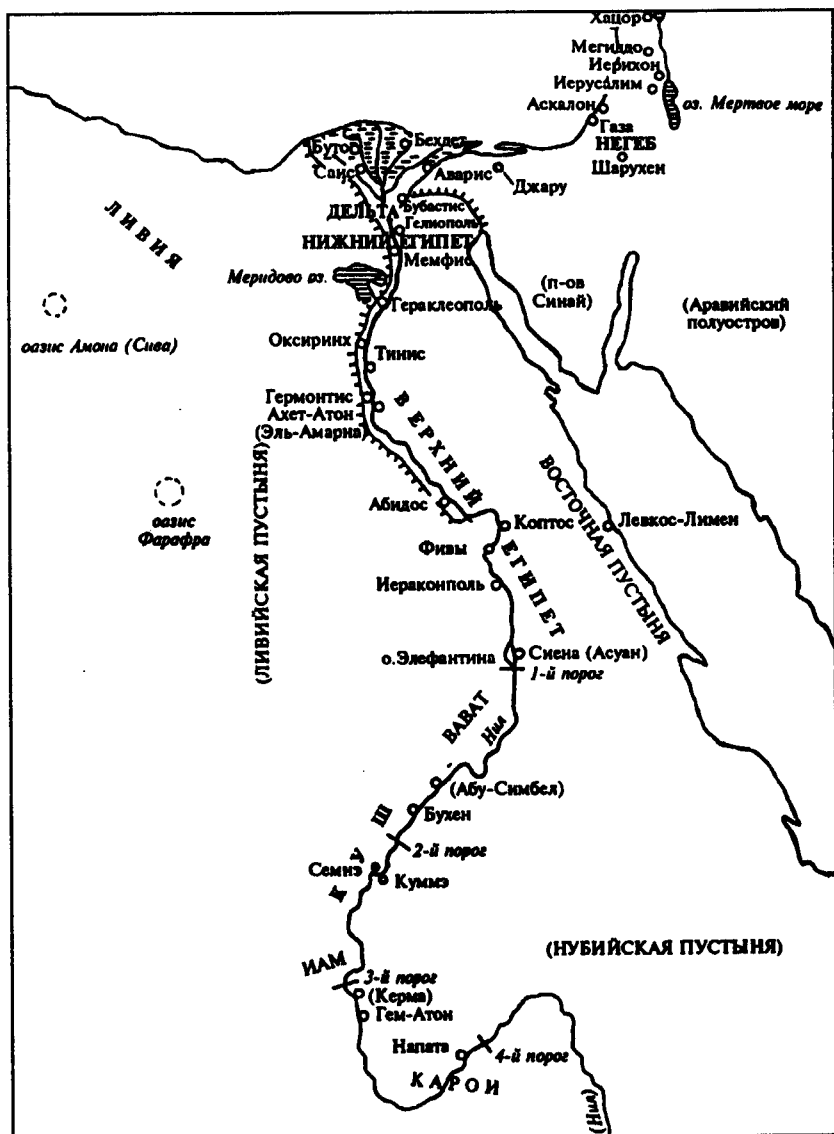 Хацор
Мегиддо
Иерихон
Иерусалим
оз. Мертвое море
Аскалон
Газа
НЕГЕБ
Шарухен
Буто
Бехдет
Саис
Аварис
Джару
Бубастис
ДЕЛЬТА
Гелиополь
НИЖНИЙ ЕГИПЕТ
Мемфис
ЛИВИЯ
Меридово оз.
(п-ов
Синай)
(Аравийский
полуостров)
Гераклеополь
оазис Амона (Сива)
Оксиринх
Тинис
Гермонтис
Ахет-Атон
(Эль-Амарна)
ВЕРХНИЙ ЕГИПЕТ
(ЛИВИЙСКАЯ ПУСТЫНЯ)
ВОСТОЧНАЯ ПУСТЫНЯ
оазис
Фарафра
Абидос
Коптос
Левкос-Лимен
Фивы
Иераконполь
о.Элефантина
Сиена (Асуан)
1-й порог
ВАВАТ
Нил
(Абу-Симбел)
Бухен
КУШ
2-й порог
Семнэ
Куммэ
(НУБИЙСКАЯ ПУСТЫНЯ)
ИАМ
3-й порог
(Керма)
Гем-Атон
Напата
4-й порог
КАРОИ
(Нил)